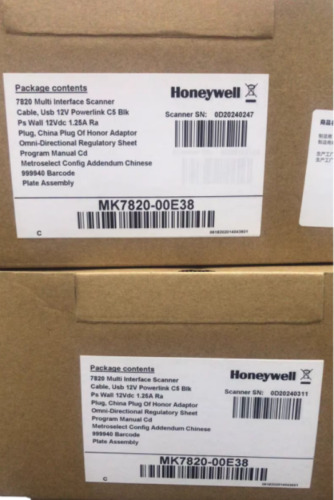 Package contents
7820 Multi Interface Scanner
Cable, Usb 12V Powerlink C5 Blk
Ps Wall 12Vdc 1.25A Ra
Plug, China Plug Of Honor Adaptor
Omni-Directional Regulatory Sheet
Program Manual Cd
Metroselect Config Addendum Chinese
999940 Barcode
Plate Assembly
Honeywell
Scanner SN: 0D20240247
MK7820-00E38
C
Package contents
7820 Multi Interface Scanner
Cable, Usb 12V Powerlink C5 Blk
Ps Wall 12Vdc 1.25A Ra
Plug, China Plug Of Honor Adaptor
Omni-Directional Regulatory Sheet
Program Manual Cd
Metroselect Config Addendum Chinese
999940 Barcode
Plate Assembly
Honeywell
Scanner SN: 0D20240311
MK7820-00E38
C